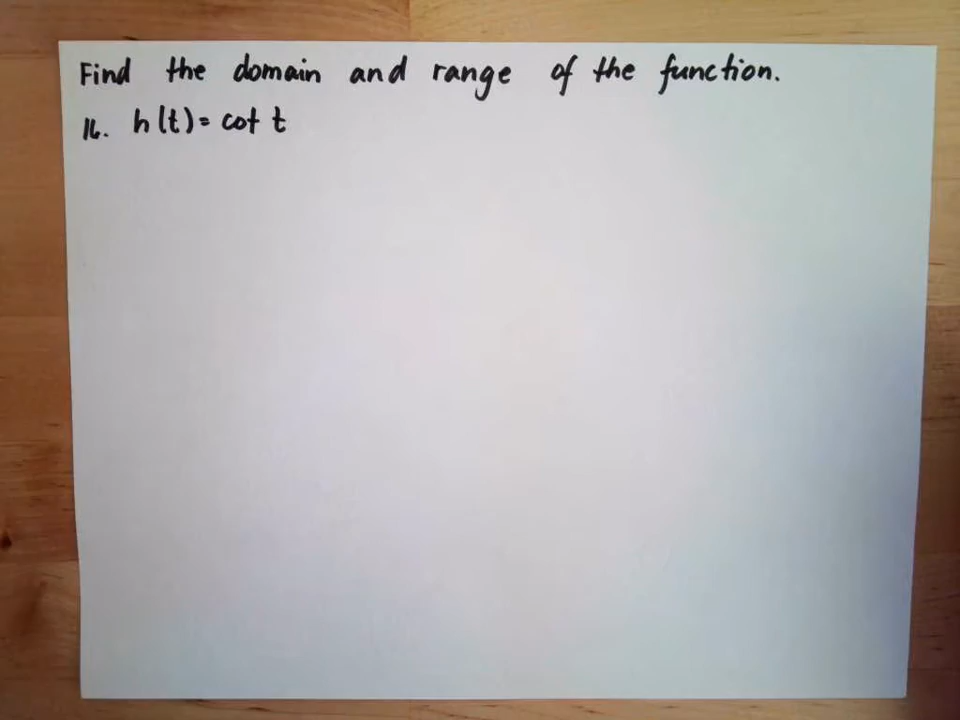 Find the domain and range of the function.
16. h(t) = cot t